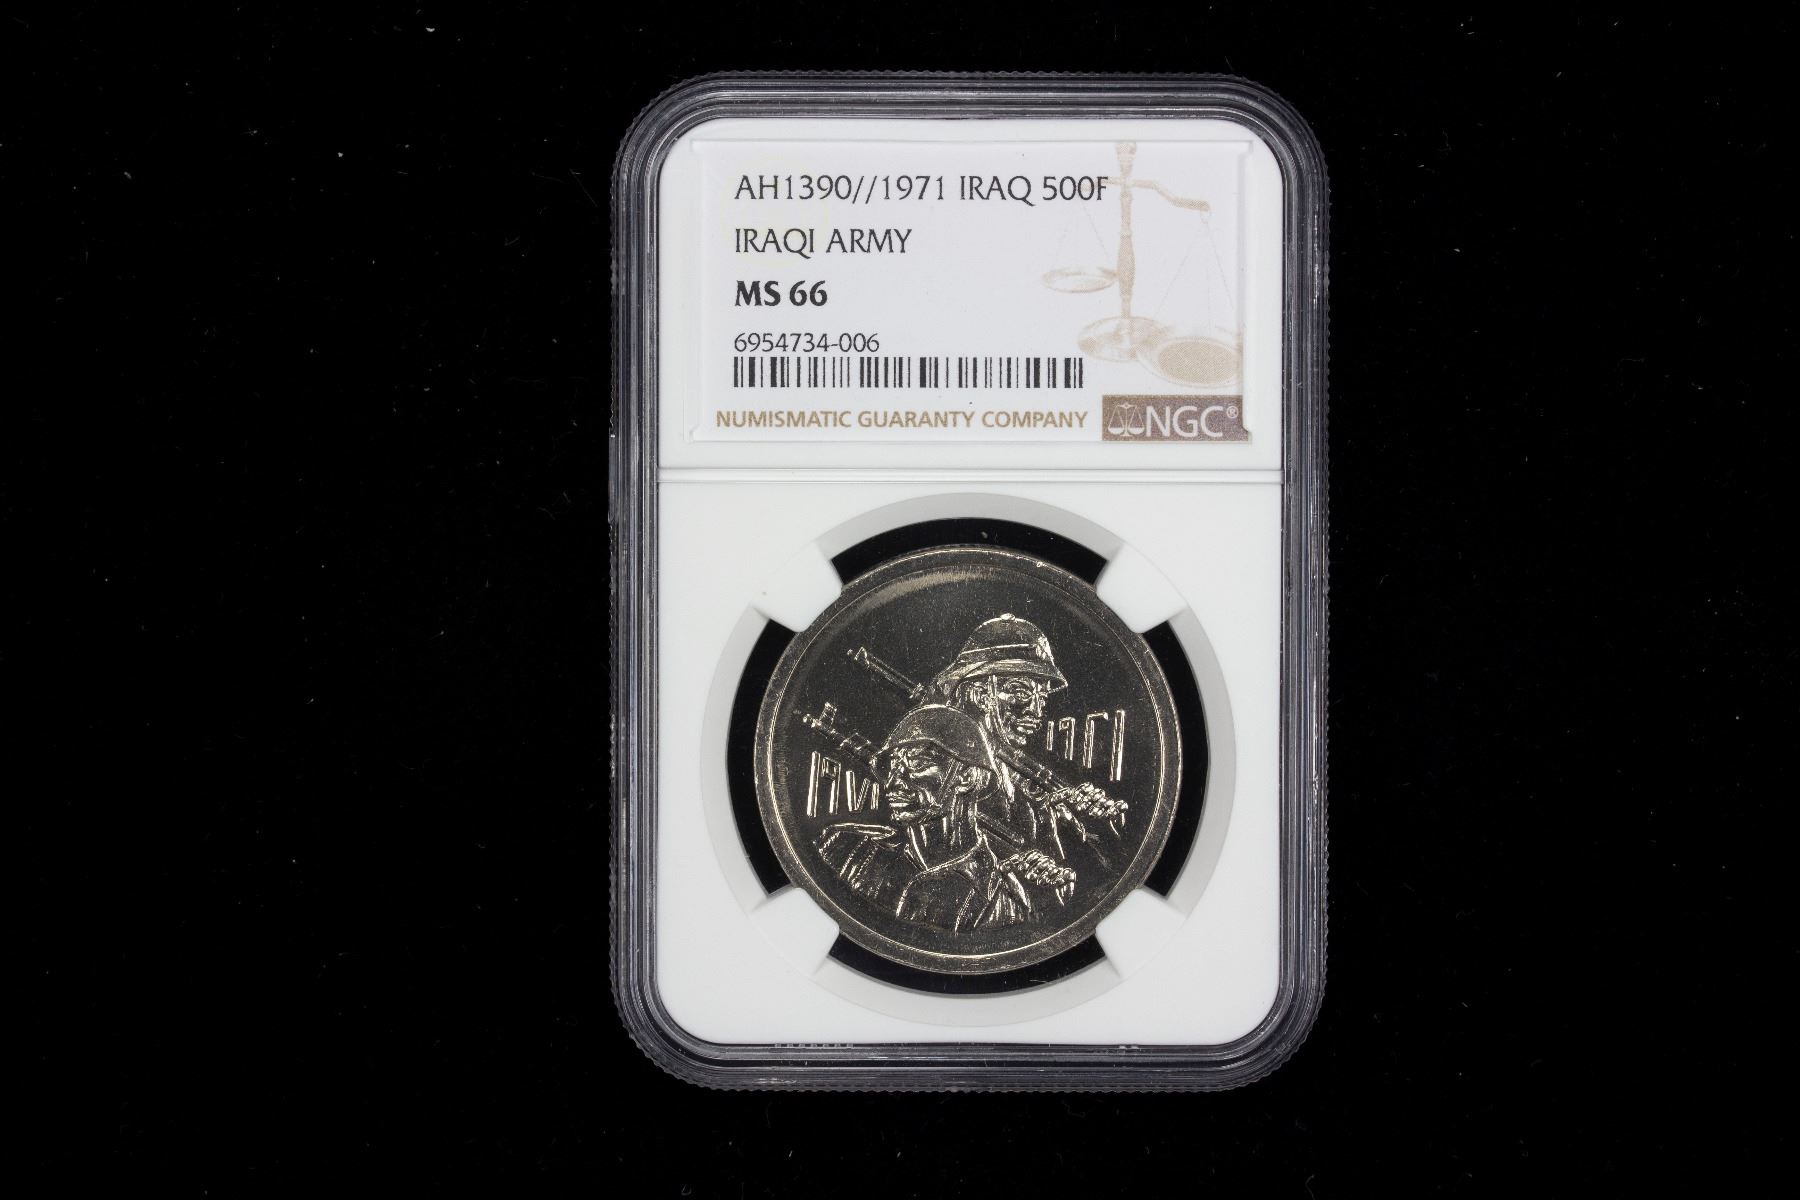 AH1390//1971 IRAQ 500F
IRAQI ARMY
MS 66
6954734-006
NUMISMATIC GUARANTY COMPANY NGC®
١٩٢١
١٩٧١